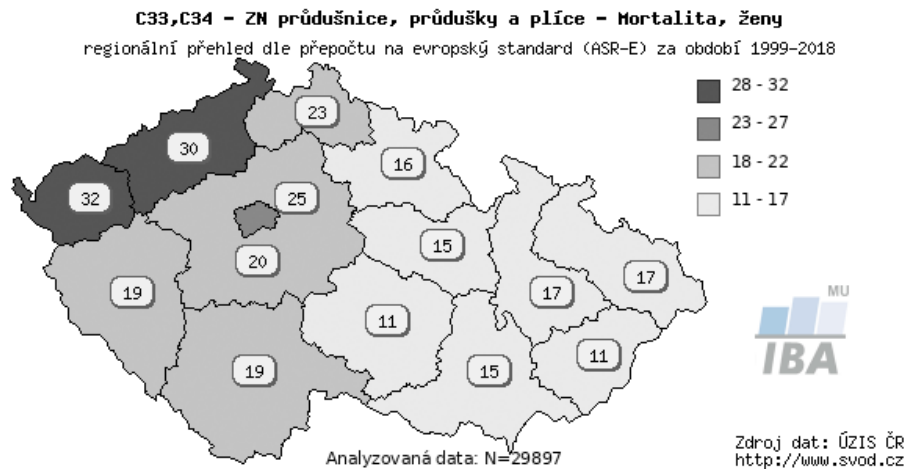 C33,C34 - ZN průdušnice, průdušky a plíce - Mortalita, ženy
regionální přehled dle přepočtu na evropský standard (ASR-E) za období 1999-2018
28 - 32
23 - 27
18 - 22
11 - 17
23
30
16
32
25
15
20
19
17
17
11
11
19
15
MU
IBA
Analyzovaná data: N=29897
Zdroj dat: ÚZIS ČR
http://www.svod.cz